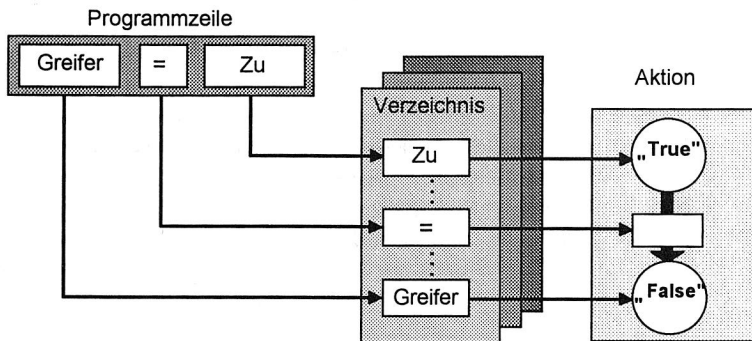 Programmzeile
Greifer = Zu
Verzeichnis
Aktion
Zu
„True"
=
Greifer
„False"